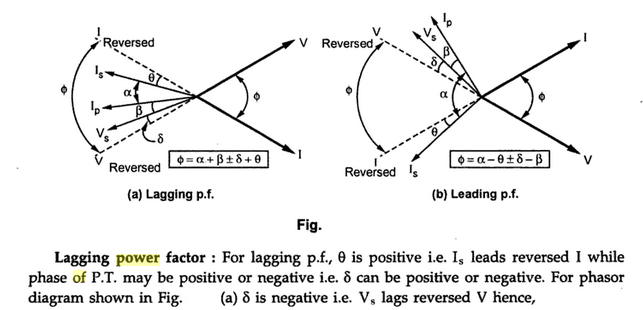 I
Reversed
V
I_s
θ
α
ϕ
ϕ
I_p
β
V_s
δ
V
Reversed
I
ϕ = α + β ± δ + θ
(a) Lagging p.f.
I_p
V
V_s
Reversed
I
β
δ
ϕ
α
ϕ
θ
I
Reversed
I_s
V
ϕ = α − θ ± δ − β
(b) Leading p.f.
Fig.
Lagging power factor : For lagging p.f., θ is positive i.e. I_s leads reversed I while
phase of P.T. may be positive or negative i.e. δ can be positive or negative. For phasor
diagram shown in Fig. (a) δ is negative i.e. V_s lags reversed V hence,